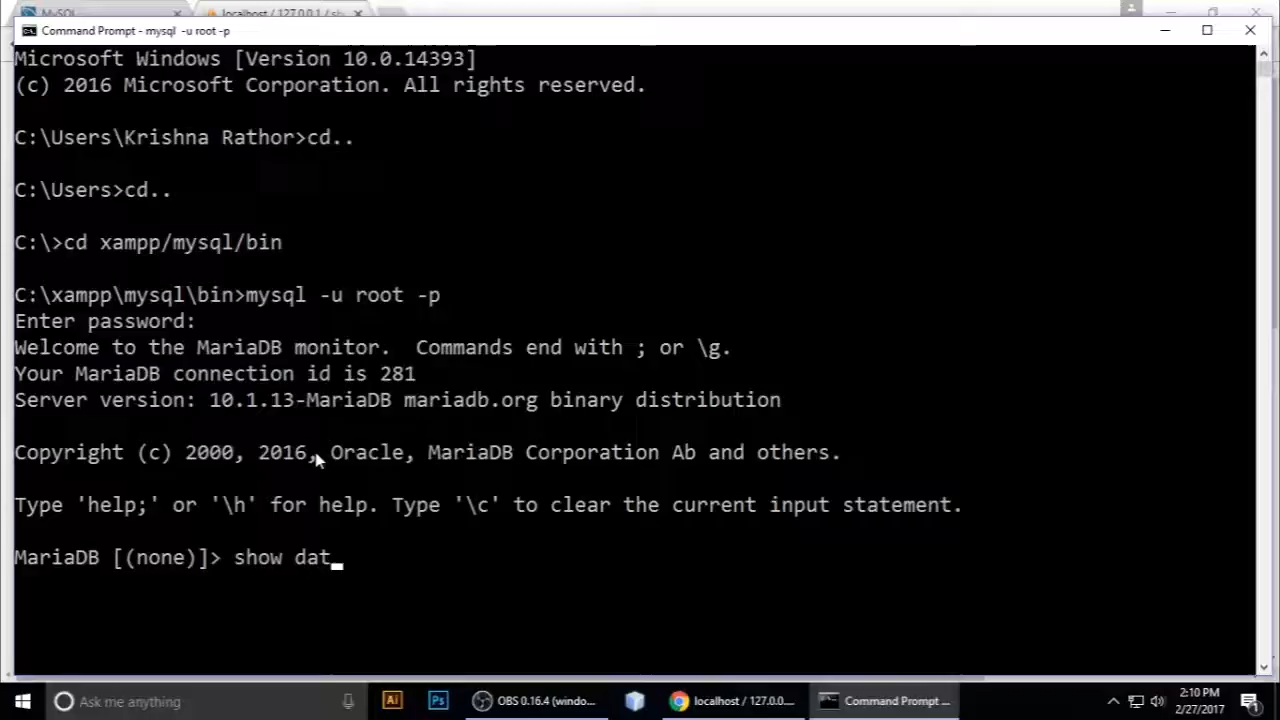 MySQL
localhost / 127.0.0.1 /
Command Prompt - mysql  -u root -p
Microsoft Windows [Version 10.0.14393]
(c) 2016 Microsoft Corporation. All rights reserved.
C:\Users\Krishna Rathor>cd..
C:\Users>cd..
C:\>cd xampp/mysql/bin
C:\xampp\mysql\bin>mysql -u root -p
Enter password:
Welcome to the MariaDB monitor.  Commands end with ; or \g.
Your MariaDB connection id is 281
Server version: 10.1.13-MariaDB mariadb.org binary distribution
Copyright (c) 2000, 2016, Oracle, MariaDB Corporation Ab and others.
Type 'help;' or '\h' for help. Type '\c' to clear the current input statement.
MariaDB [(none)]> show dat_
Ask me anything
Ai
Ps
OBS 0.16.4 (windo...
localhost / 127.0....
Command Prompt ...
2:10 PM
2/27/2017
1